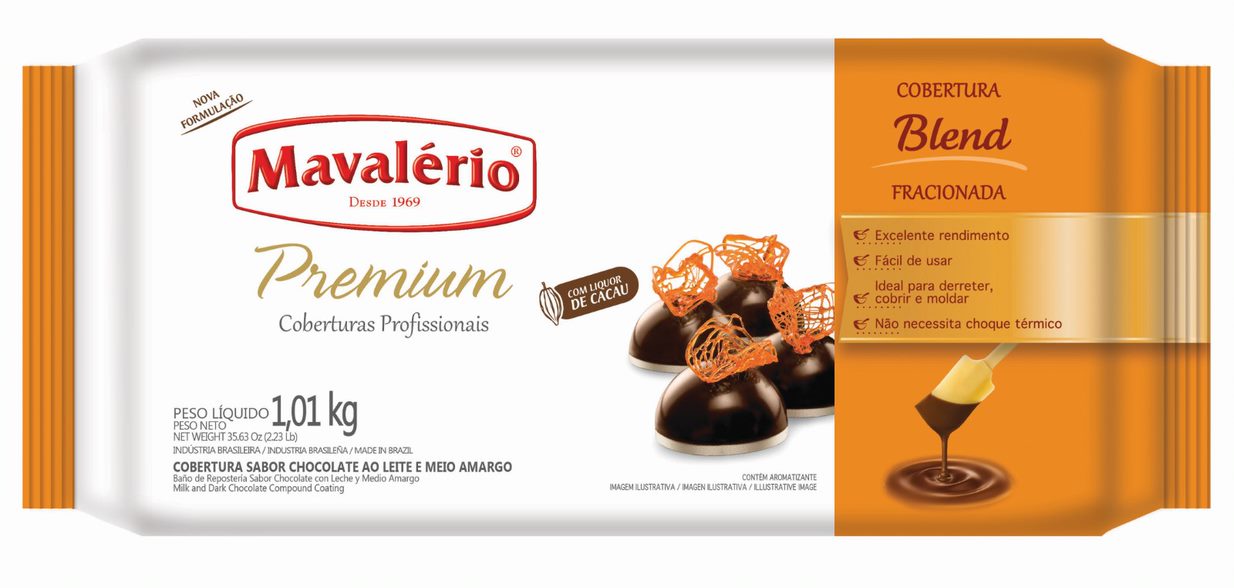 NOVA
FORMULAÇÃO
Mavalério®
DESDE 1969
Premium
Coberturas Profissionais
COM LIQUOR
DE CACAU
PESO LÍQUIDO 1,01 kg
PESO NETO
NET WEIGHT 35.63 Oz (2.23 Lb)
INDÚSTRIA BRASILEIRA / INDUSTRIA BRASILEÑA / MADE IN BRAZIL
COBERTURA SABOR CHOCOLATE AO LEITE E MEIO AMARGO
Baño de Reposteria Sabor Chocolate con Leche y Medio Amargo
Milk and Dark Chocolate Compound Coating
CONTÉM AROMATIZANTE
IMAGEM ILUSTRATIVA / IMAGEN ILUSTRATIVA / ILLUSTRATIVE IMAGE
COBERTURA
Blend
FRACIONADA
Excelente rendimento
Fácil de usar
Ideal para derreter,
cobrir e moldar
Não necessita choque térmico